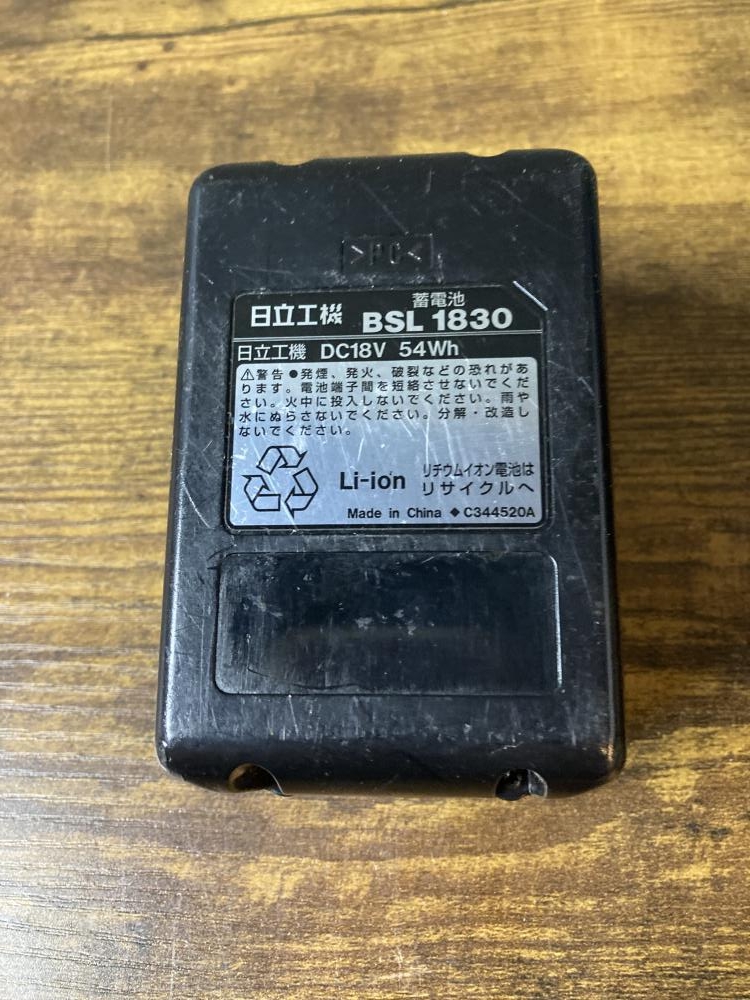 >PC<
日立工機 蓄電池
BSL 1830
日立工機 DC18V 54Wh
⚠警告 ●発煙、発火、破裂などの恐れがあ
ります。電池端子間を短絡させないでくだ
さい。火中に投入しないでください。雨や
水にぬらさないでください。分解・改造し
ないでください。
Li-ion リチウムイオン電池は
リサイクルへ
Made in China ◆ C344520A